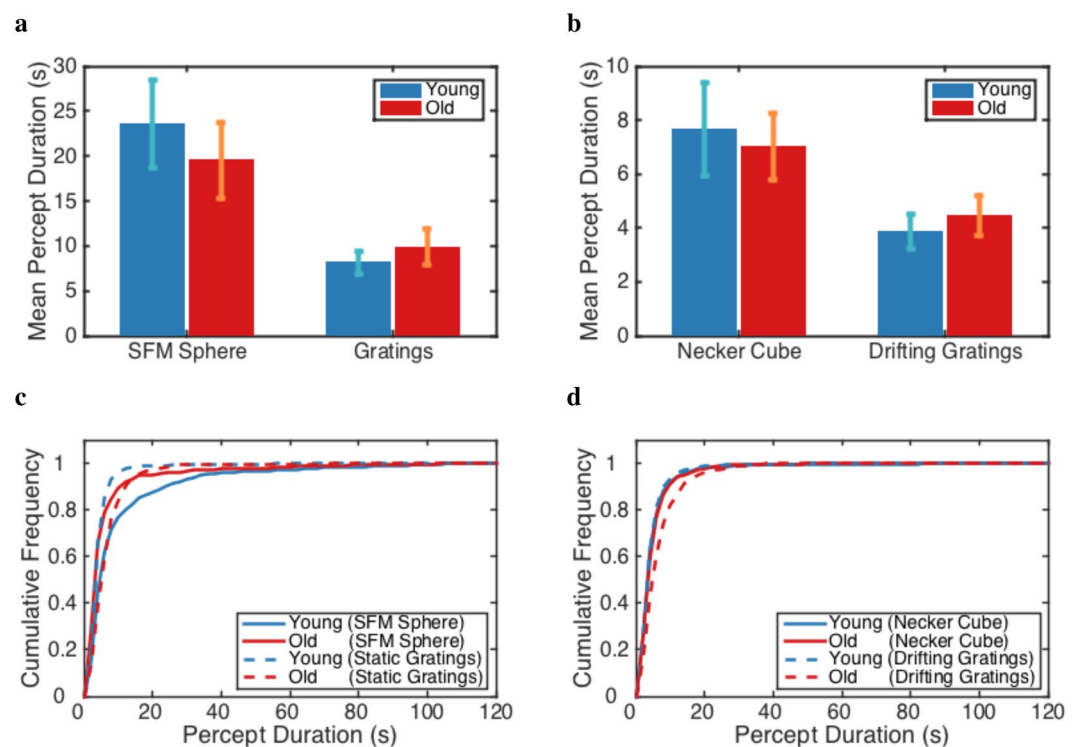 a
b
Mean Percept Duration (s)
30
25
20
15
10
5
0
Young
Old
SFM Sphere
Gratings
Mean Percept Duration (s)
10
8
6
4
2
0
Young
Old
Necker Cube
Drifting Gratings
c
d
Cumulative Frequency
1
0.8
0.6
0.4
0.2
0
Young (SFM Sphere)
Old (SFM Sphere)
Young (Static Gratings)
Old (Static Gratings)
0 20 40 60 80 100 120
Percept Duration (s)
Cumulative Frequency
1
0.8
0.6
0.4
0.2
0
Young (Necker Cube)
Old (Necker Cube)
Young (Drifting Gratings)
Old (Drifting Gratings)
0 20 40 60 80 100 120
Percept Duration (s)